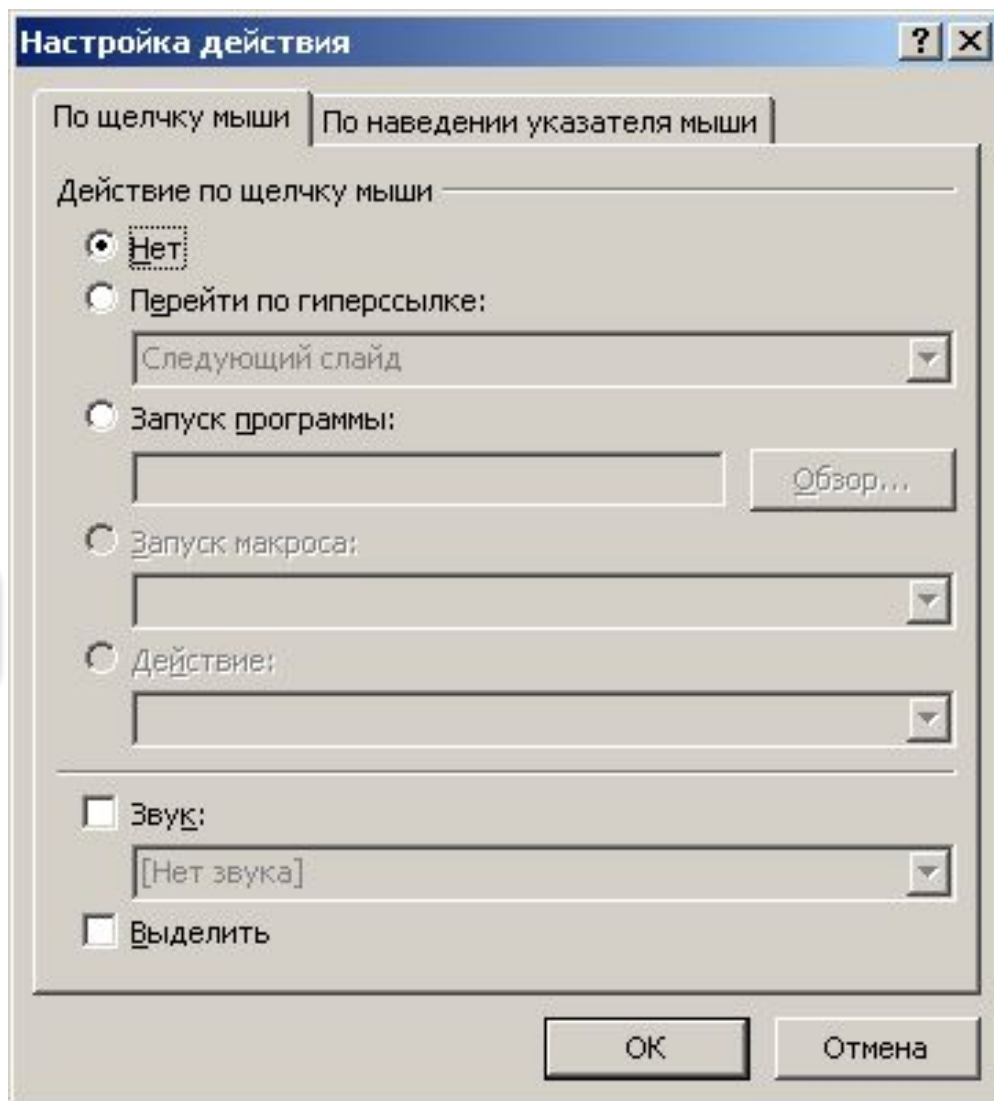 Настройка действия
По щелчку мыши
По наведении указателя мыши
Действие по щелчку мыши
Нет
Перейти по гиперссылке:
Следующий слайд
Запуск программы:
Обзор...
Запуск макроса:
Действие:
Звук:
[Нет звука]
Выделить
ОК
Отмена